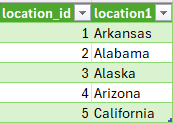 location_id location1
1 Arkansas
2 Alabama
3 Alaska
4 Arizona
5 California